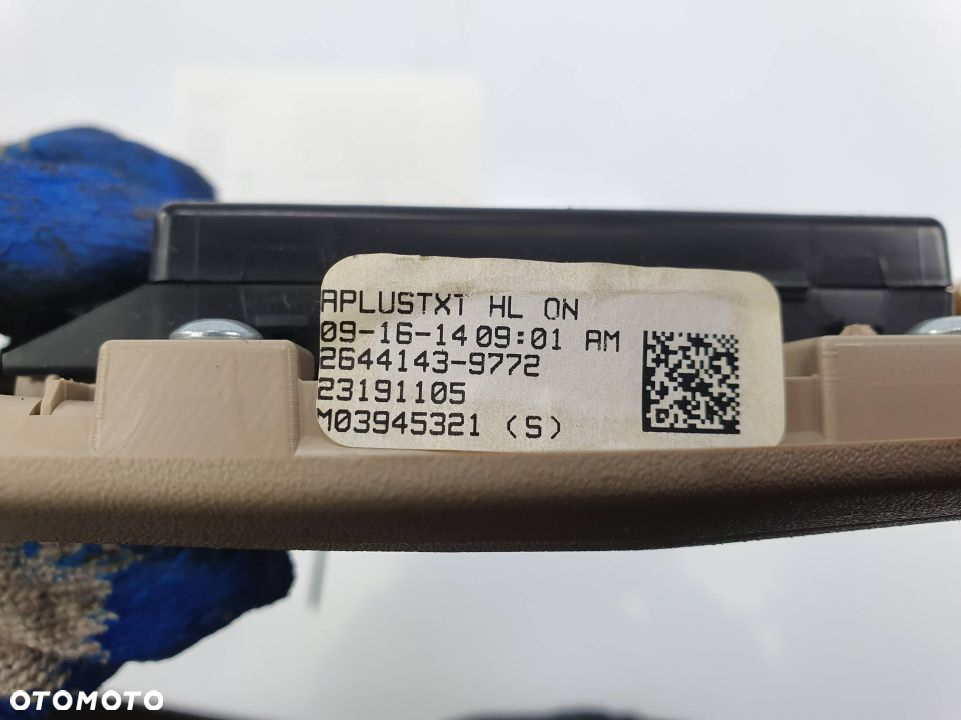 APLUSTXT HL ON
09-16-14 09:01 AM
2644143-9772
23191105
M03945321 (S)
OTOMOTO